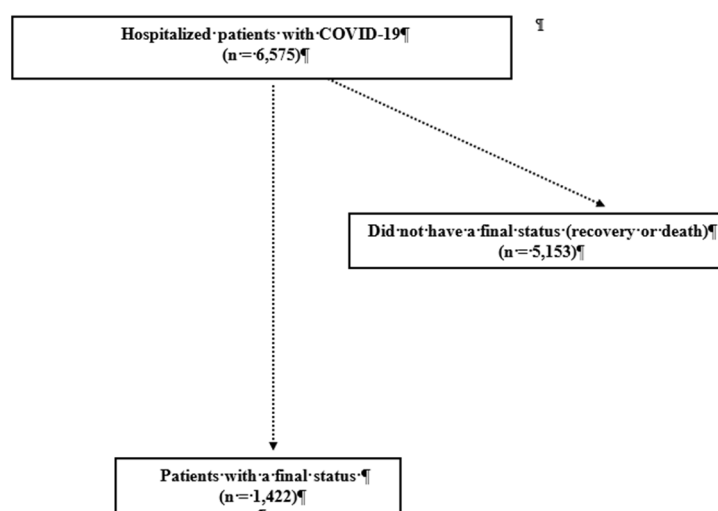 Hospitalized·patients·with·COVID-19¶
(n·=·6,575)¶
¶
Did·not·have·a·final·status·(recovery·or·death)¶
(n·=·5,153)¶
Patients·with·a·final·status·¶
(n·=·1,422)¶
¶